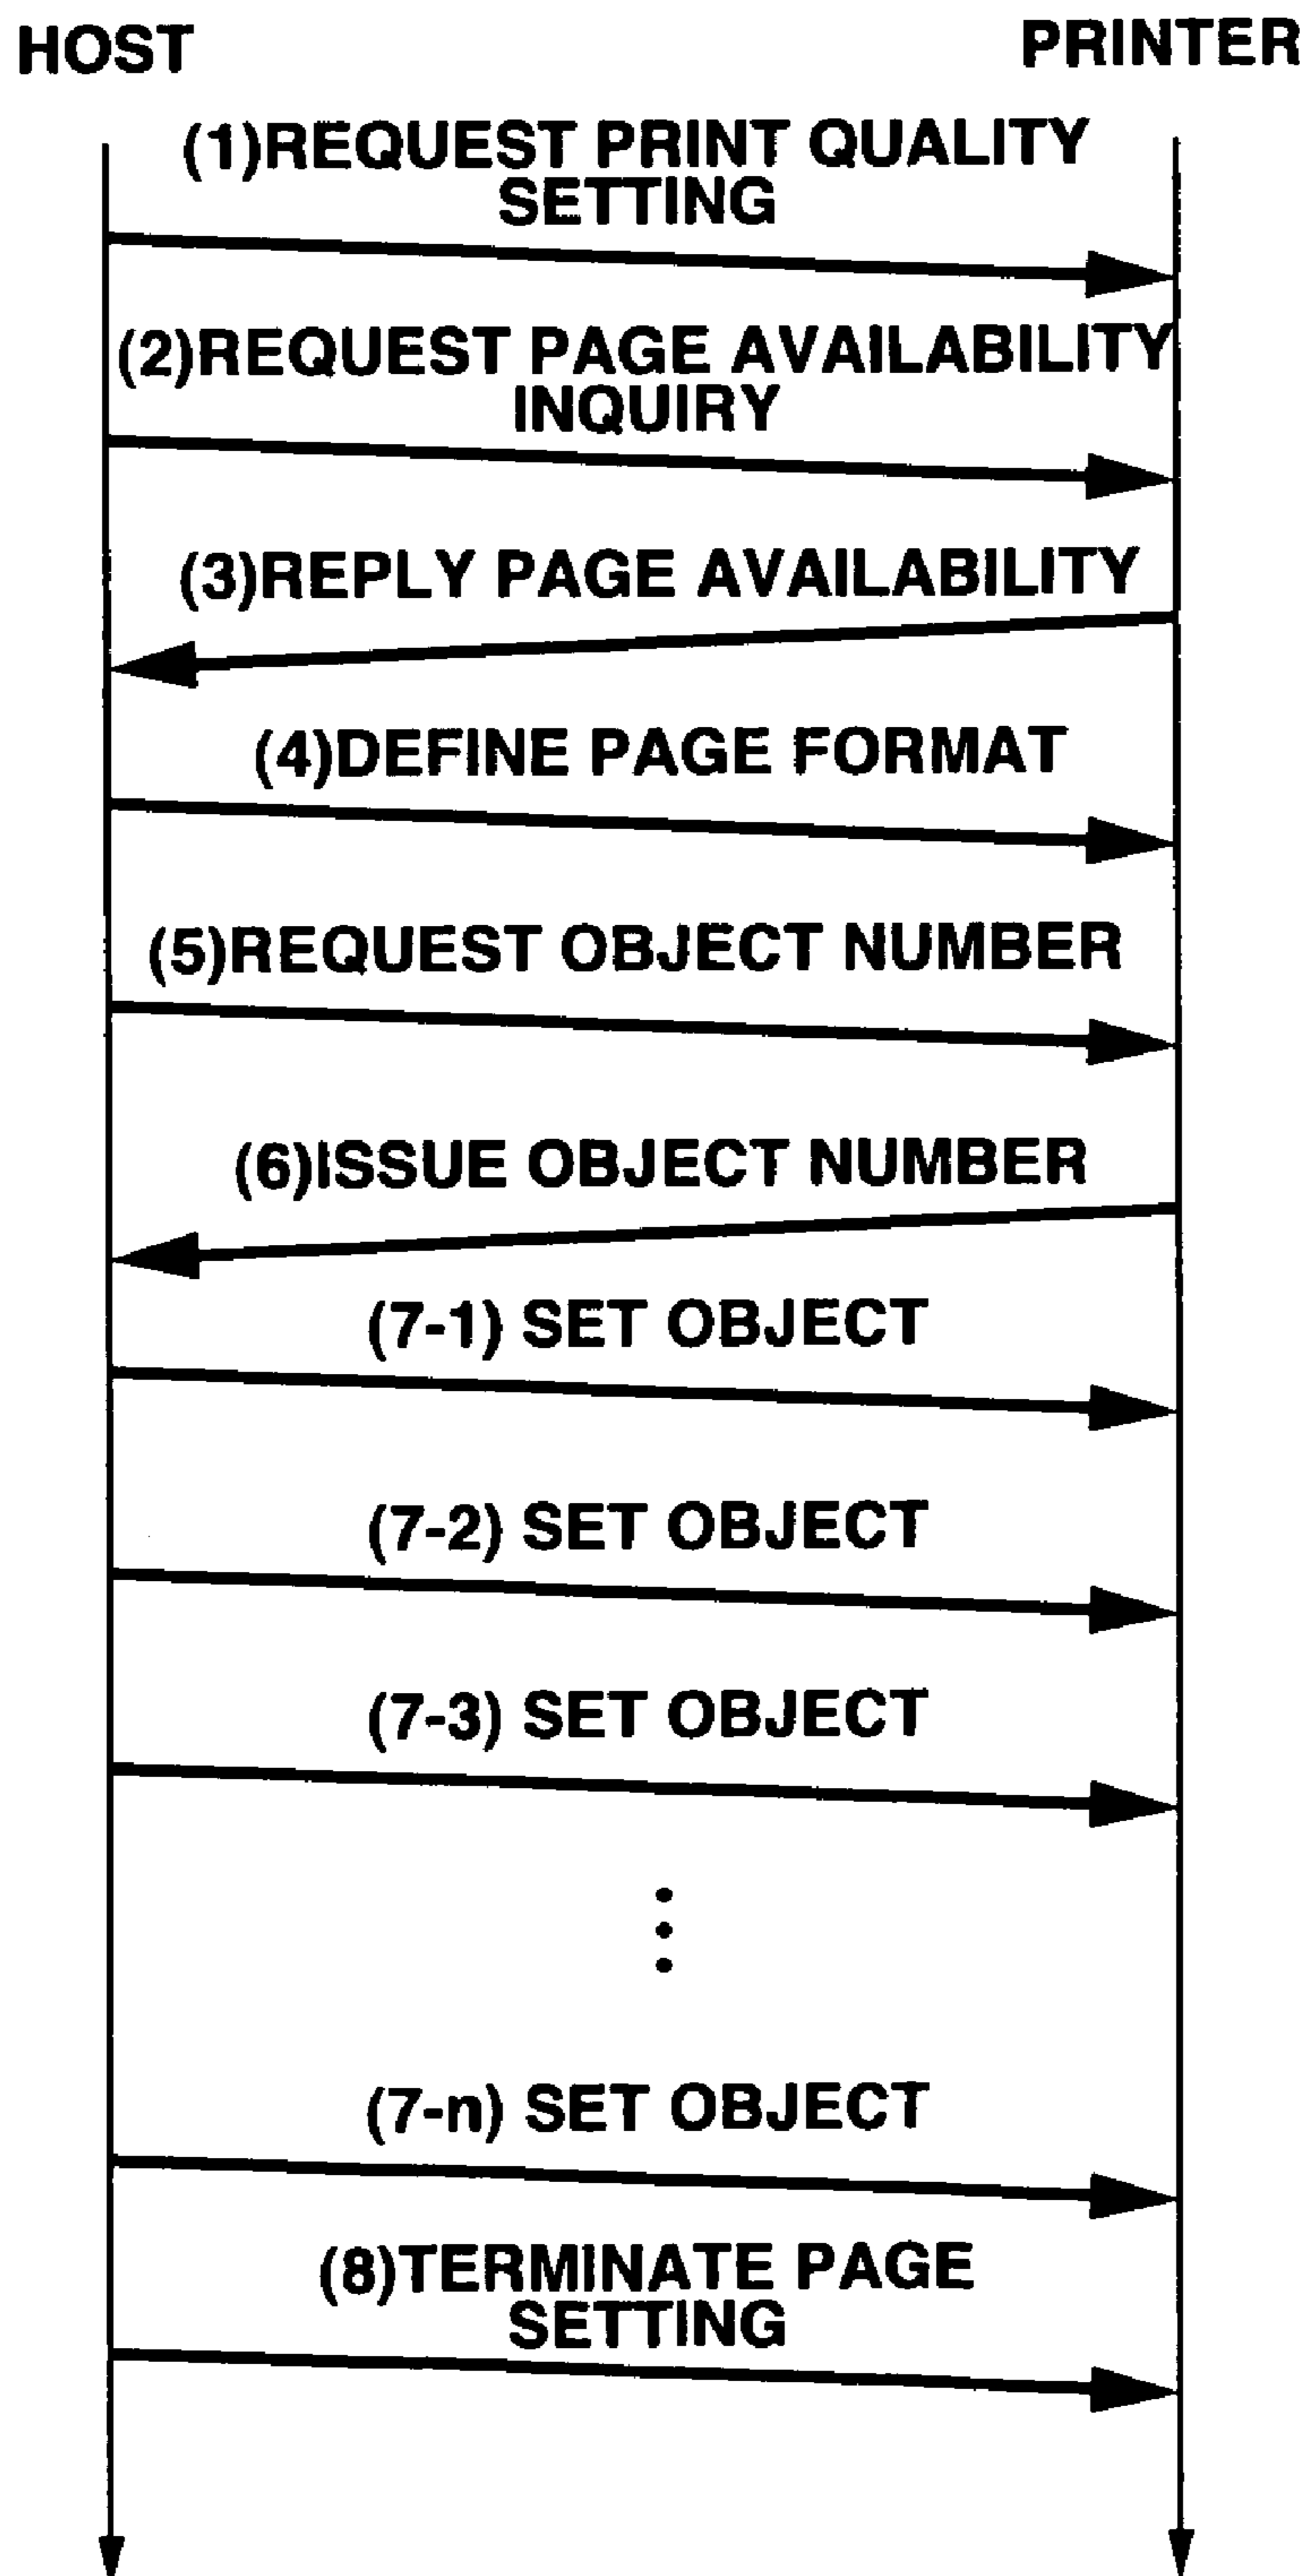 HOST
PRINTER
(1)REQUEST PRINT QUALITY
SETTING
(2)REQUEST PAGE AVAILABILITY
INQUIRY
(3)REPLY PAGE AVAILABILITY
(4)DEFINE PAGE FORMAT
(5)REQUEST OBJECT NUMBER
(6)ISSUE OBJECT NUMBER
(7-1) SET OBJECT
(7-2) SET OBJECT
(7-3) SET OBJECT
(7-n) SET OBJECT
(8)TERMINATE PAGE
SETTING